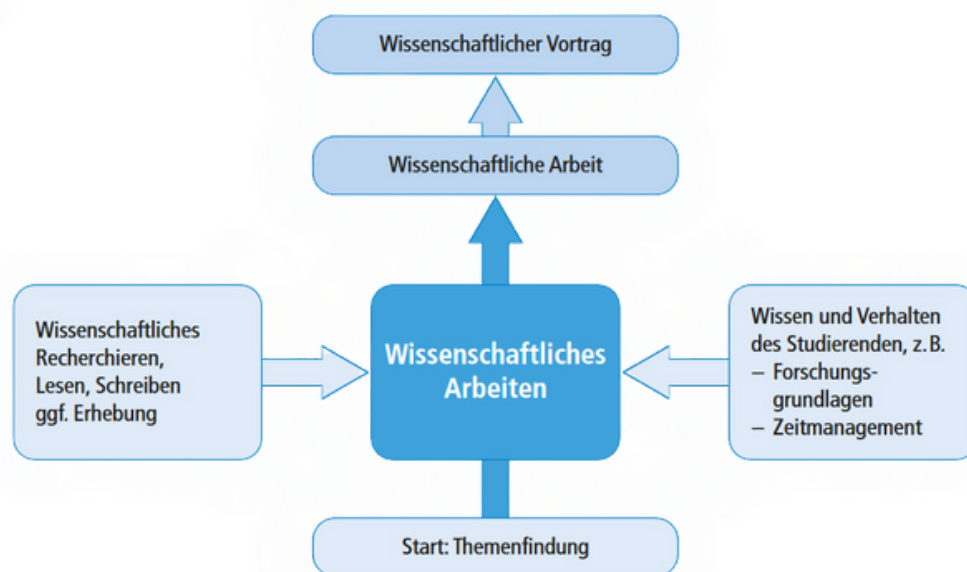 Wissenschaftlicher Vortrag
Wissenschaftliche Arbeit
Wissenschaftliches
Recherchieren,
Lesen, Schreiben
ggf. Erhebung
Wissenschaftliches
Arbeiten
Wissen und Verhalten
des Studierenden, z. B.
– Forschungs-
grundlagen
– Zeitmanagement
Start: Themenfindung